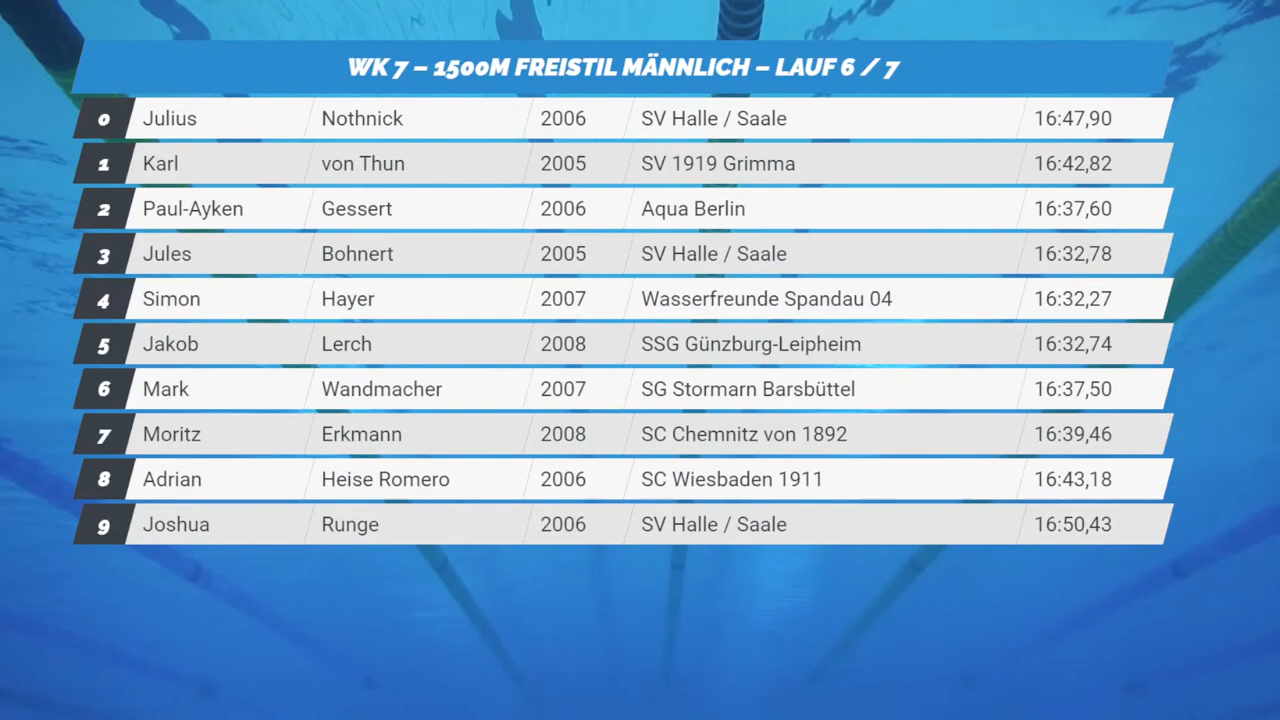 WK 7 – 1500M FREISTIL MÄNNLICH – LAUF 6 / 7
0 Julius Nothnick 2006 SV Halle / Saale 16:47,90
1 Karl von Thun 2005 SV 1919 Grimma 16:42,82
2 Paul-Ayken Gessert 2006 Aqua Berlin 16:37,60
3 Jules Bohnert 2005 SV Halle / Saale 16:32,78
4 Simon Hayer 2007 Wasserfreunde Spandau 04 16:32,27
5 Jakob Lerch 2008 SSG Günzburg-Leipheim 16:32,74
6 Mark Wandmacher 2007 SG Stormarn Barsbüttel 16:37,50
7 Moritz Erkmann 2008 SC Chemnitz von 1892 16:39,46
8 Adrian Heise Romero 2006 SC Wiesbaden 1911 16:43,18
9 Joshua Runge 2006 SV Halle / Saale 16:50,43